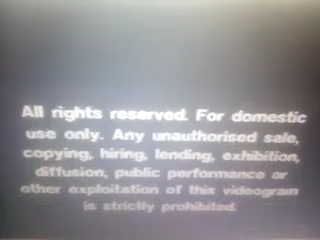 All rights reserved. For domestic
use only. Any unauthorised sale,
copying, hiring, lending, exhibition,
diffusion, public performance or
other exploitation of this videogram
is strictly prohibited.